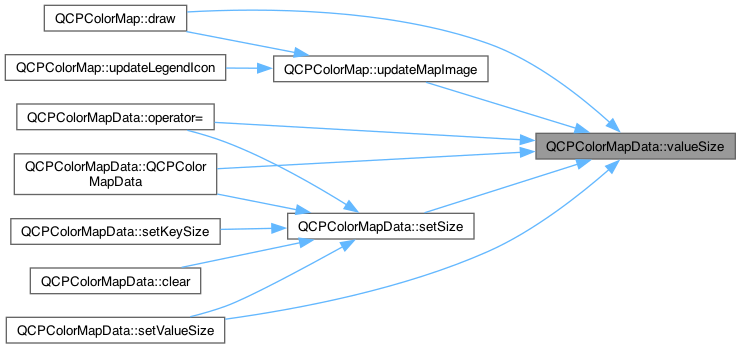 QCPColorMap::draw
QCPColorMap::updateLegendIcon
QCPColorMap::updateMapImage
QCPColorMapData::operator=
QCPColorMapData::valueSize
QCPColorMapData::QCPColor
MapData
QCPColorMapData::setSize
QCPColorMapData::setKeySize
QCPColorMapData::clear
QCPColorMapData::setValueSize